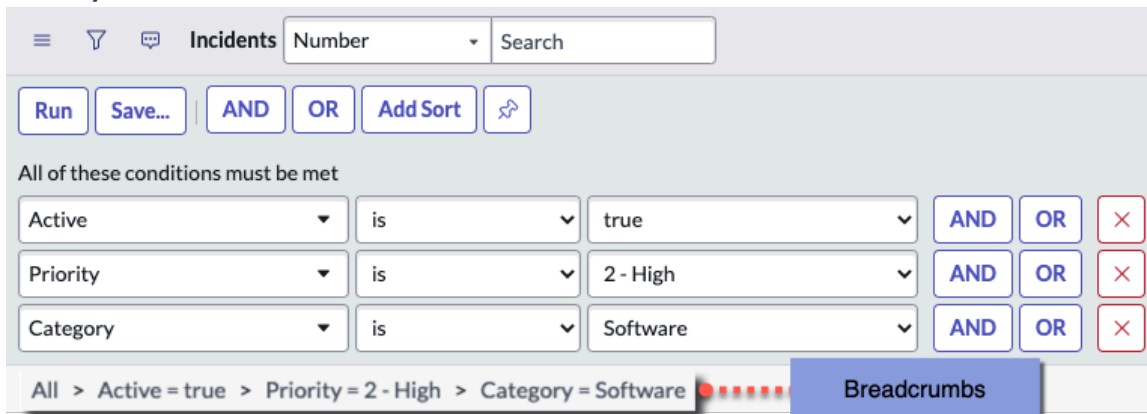 Incidents Number Search
Run Save... AND OR Add Sort
All of these conditions must be met
Active is true AND OR
Priority is 2 - High AND OR
Category is Software AND OR
All > Active = true > Priority = 2 - High > Category = Software Breadcrumbs